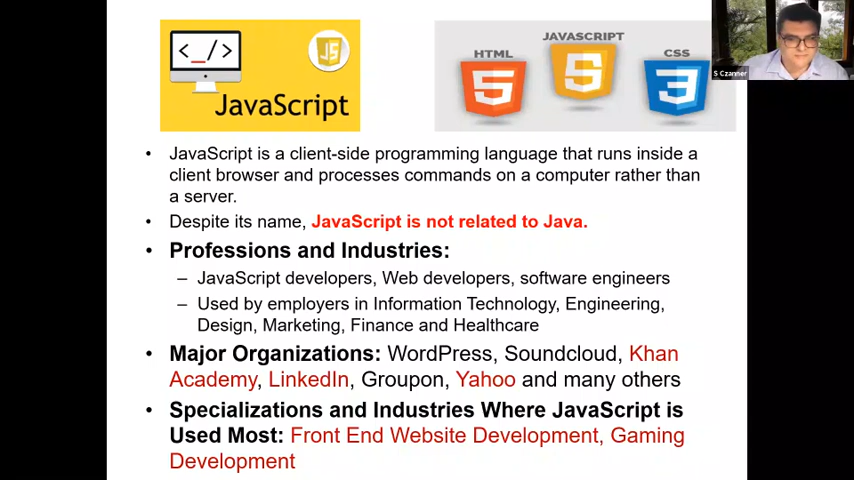 <_/>
JS
JavaScript
HTML
JAVASCRIPT
CSS
5
3
S Czanner
• JavaScript is a client-side programming language that runs inside a
client browser and processes commands on a computer rather than
a server.
• Despite its name, JavaScript is not related to Java.
• Professions and Industries:
– JavaScript developers, Web developers, software engineers
– Used by employers in Information Technology, Engineering,
Design, Marketing, Finance and Healthcare
• Major Organizations: WordPress, Soundcloud, Khan
Academy, LinkedIn, Groupon, Yahoo and many others
• Specializations and Industries Where JavaScript is
Used Most: Front End Website Development, Gaming
Development